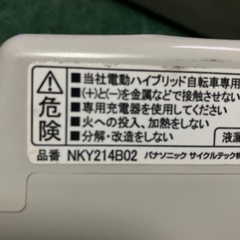 危険
■当社電動ハイブリッド自転車専用
■(+)と(−)を金属などで接触させない
■専用充電器を使用してください
■火への投入、加熱をしない
■分解・改造をしない
液漏
品番 NKY214B02 パナソニック サイクルテック